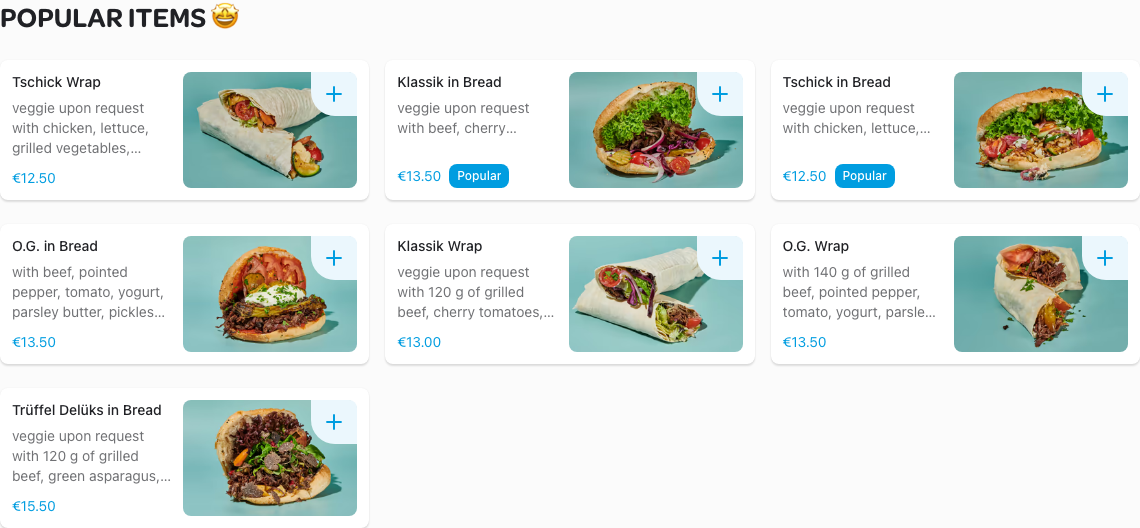 POPULAR ITEMS 🤩
Tschick Wrap
veggie upon request
with chicken, lettuce,
grilled vegetables,...
€12.50
Klassik in Bread
veggie upon request
with beef, cherry...
€13.50 Popular
Tschick in Bread
veggie upon request
with chicken, lettuce,...
€12.50 Popular
O.G. in Bread
with beef, pointed
pepper, tomato, yogurt,
parsley butter, pickles...
€13.50
Klassik Wrap
veggie upon request
with 120 g of grilled
beef, cherry tomatoes,...
€13.00
O.G. Wrap
with 140 g of grilled
beef, pointed pepper,
tomato, yogurt, parsle...
€13.50
Trüffel Delüks in Bread
veggie upon request
with 120 g of grilled
beef, green asparagus,...
€15.50